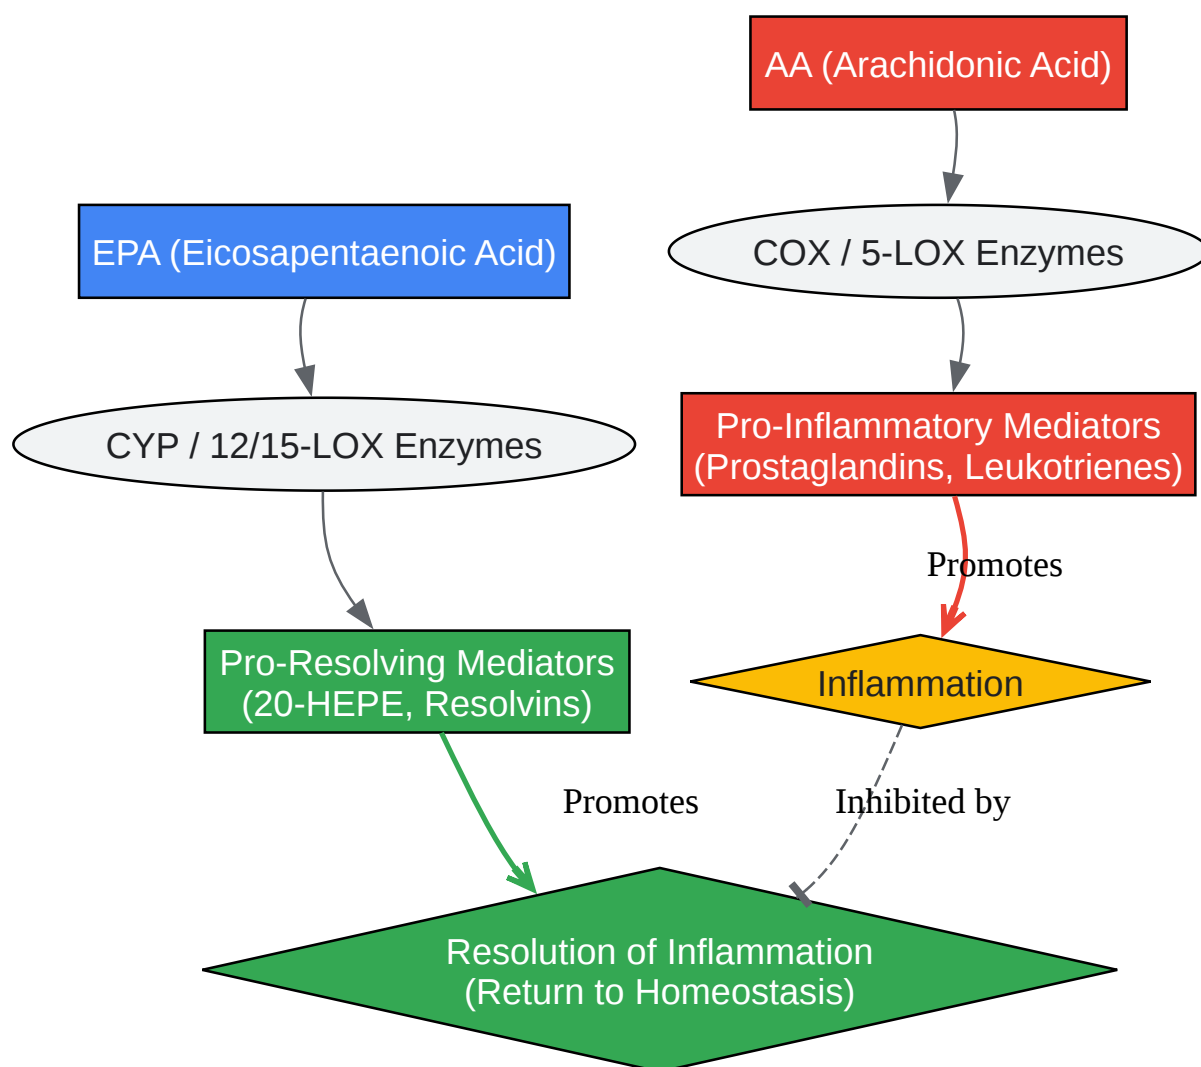 AA (Arachidonic Acid)
EPA (Eicosapentaenoic Acid)
COX / 5-LOX Enzymes
CYP / 12/15-LOX Enzymes
Pro-Inflammatory Mediators
(Prostaglandins, Leukotrienes)
Promotes
Pro-Resolving Mediators
(20-HEPE, Resolvins)
Inflammation
Promotes
Inhibited by
Resolution of Inflammation
(Return to Homeostasis)